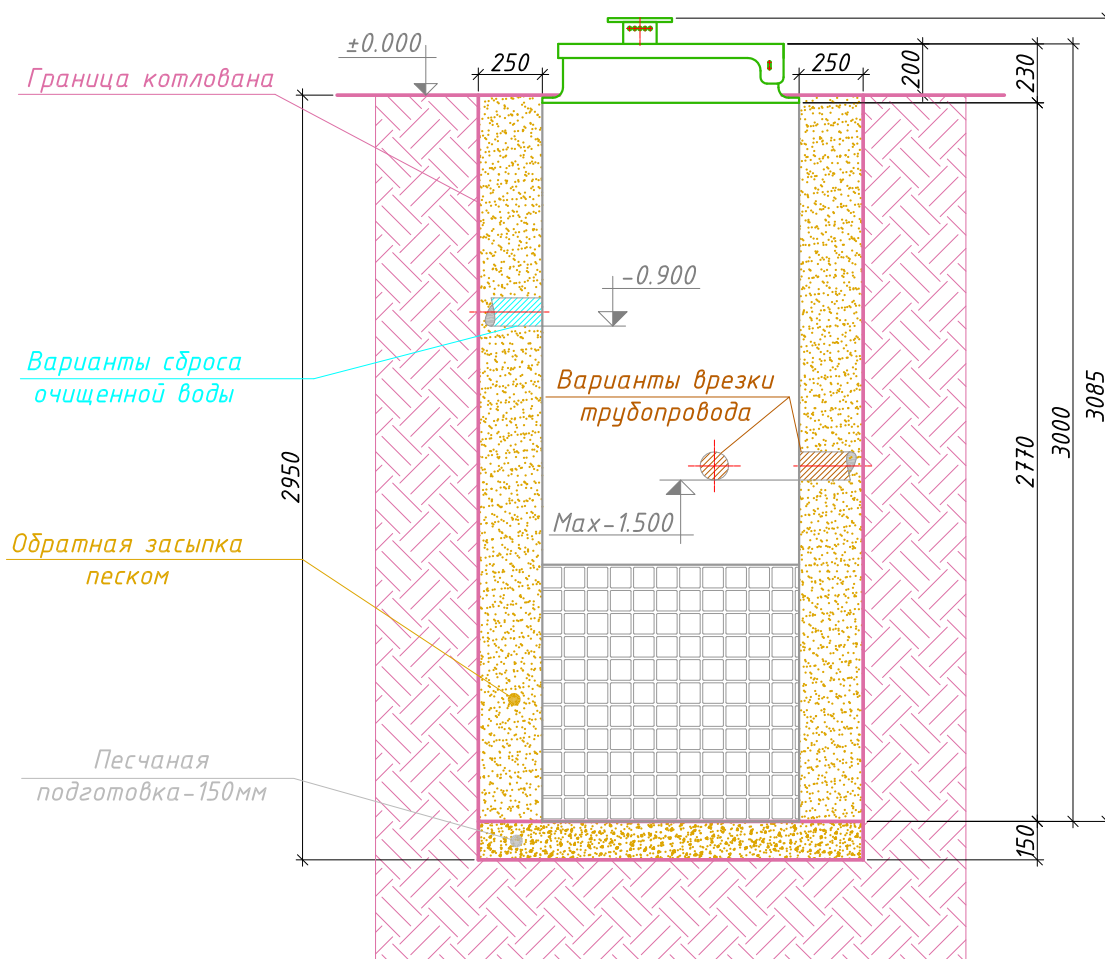 ±0.000
250
250
200
230
Граница котлована
-0.900
Варианты сброса
очищенной воды
Варианты врезки
трубопровода
3085
3000
2770
2950
Max-1.500
Обратная засыпка
песком
Песчаная
подготовка-150мм
150